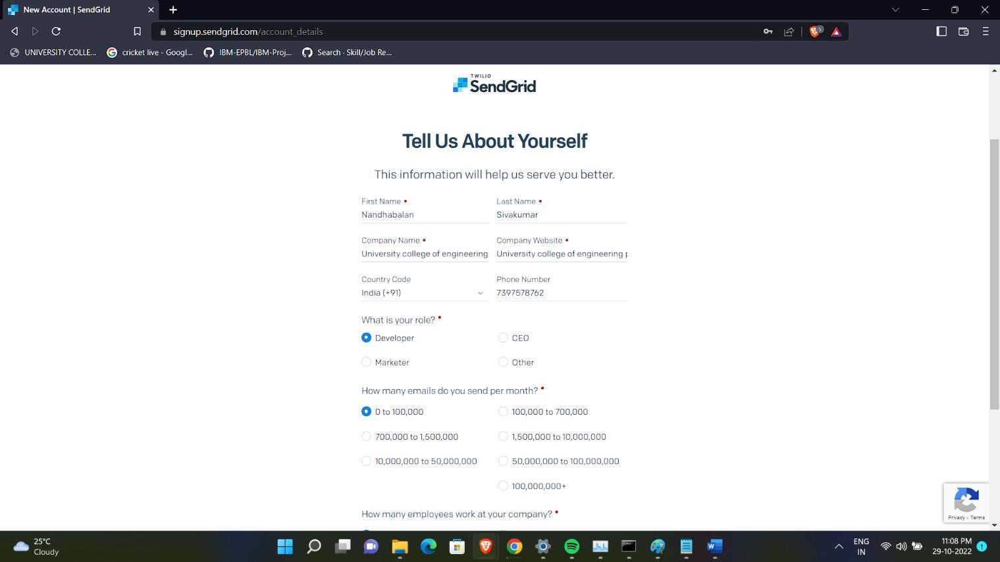 New Account | SendGrid
signup.sendgrid.com/account_details
5
UNIVERSITY COLLE... cricket live - Googl... IBM-EPBL/IBM-Proj... Search · Skill/Job Re...
TWILIO
SendGrid
Tell Us About Yourself
This information will help us serve you better.
First Name • Last Name •
Nandhabalan Sivakumar
Company Name • Company Website •
University college of engineering University college of engineering p
Country Code Phone Number
India (+91) 7397578762
What is your role? •
Developer CEO
Marketer Other
How many emails do you send per month? •
0 to 100,000 100,000 to 700,000
700,000 to 1,500,000 1,500,000 to 10,000,000
10,000,000 to 50,000,000 50,000,000 to 100,000,000
100,000,000+
How many employees work at your company? •
Privacy - Terms
25°C
Cloudy
ENG
IN
11:08 PM
29-10-2022
1